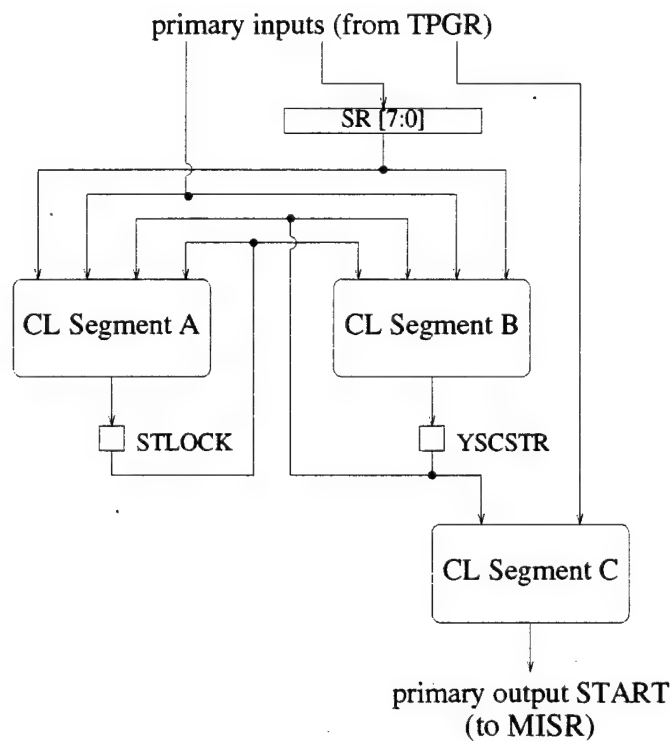 primary inputs (from TPGR)
SR [7:0]
CL Segment A
CL Segment B
STLOCK
YSCSTR
CL Segment C
primary output START
(to MISR)